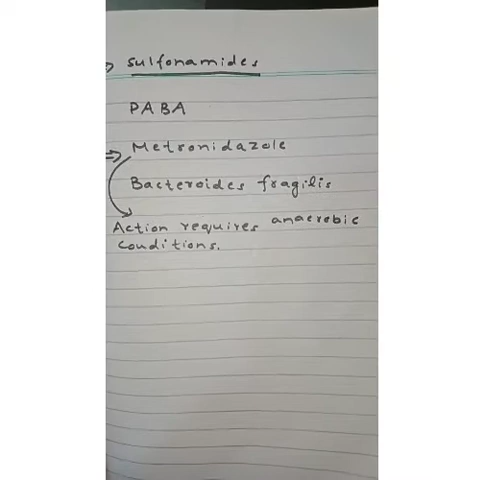 ⇒ Sulfonamides
PABA
⇒ Metronidazole
Bacteroides fragilis
Action requires anaerobic
conditions.